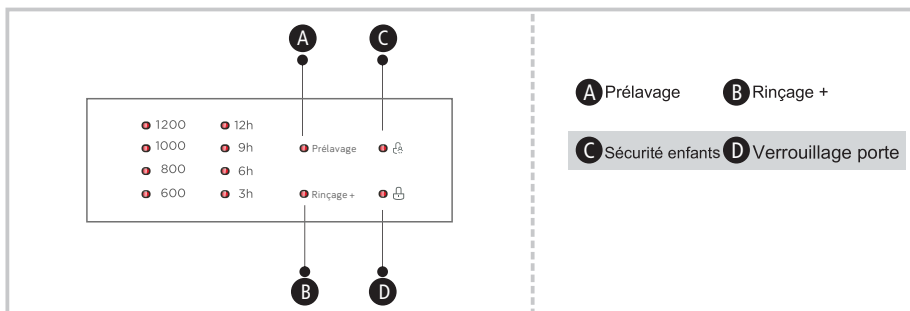 A C
1200 12h
1000 9h Prélavage
800 6h
600 3h Rinçage +
B D
A Prélavage B Rinçage +
C Sécurité enfants D Verrouillage porte